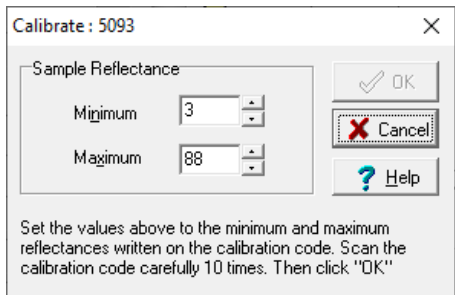 Calibrate : 5093
Sample Reflectance
Minimum 3
Maximum 88
OK
Cancel
Help
Set the values above to the minimum and maximum
reflectances written on the calibration code. Scan the
calibration code carefully 10 times. Then click "OK"